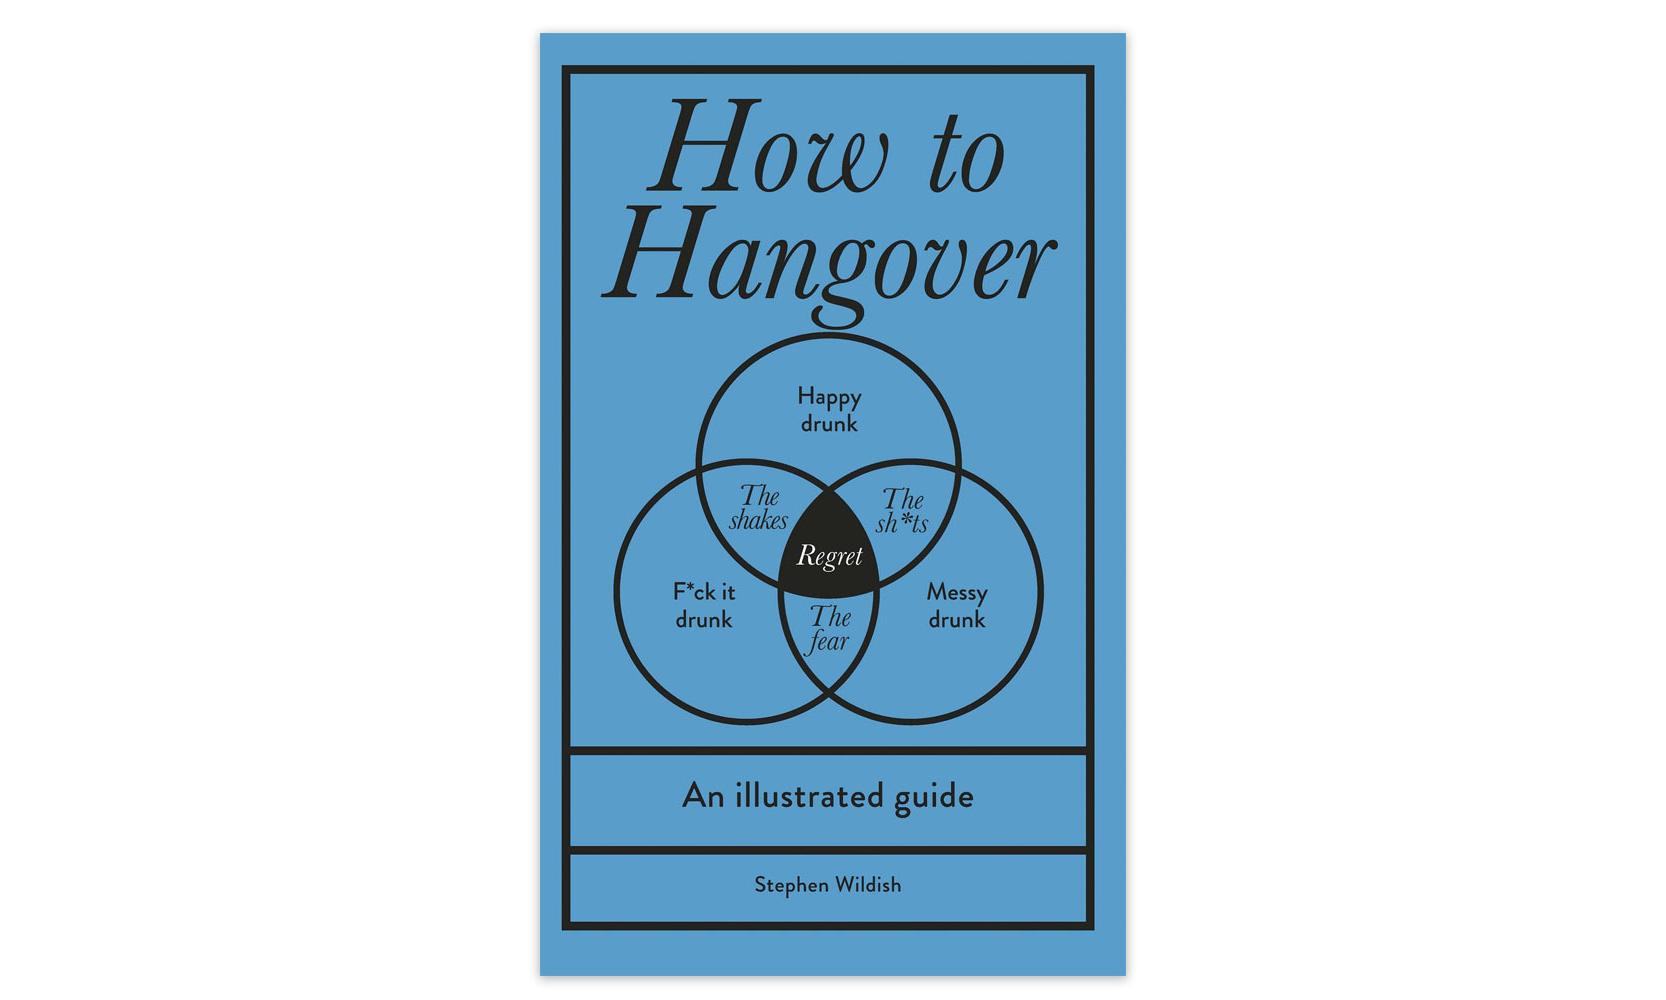 How to
Hangover
Happy
drunk
The
shakes
The
sh*ts
Regret
F*ck it
drunk
Messy
drunk
The
fear
An illustrated guide
Stephen Wildish